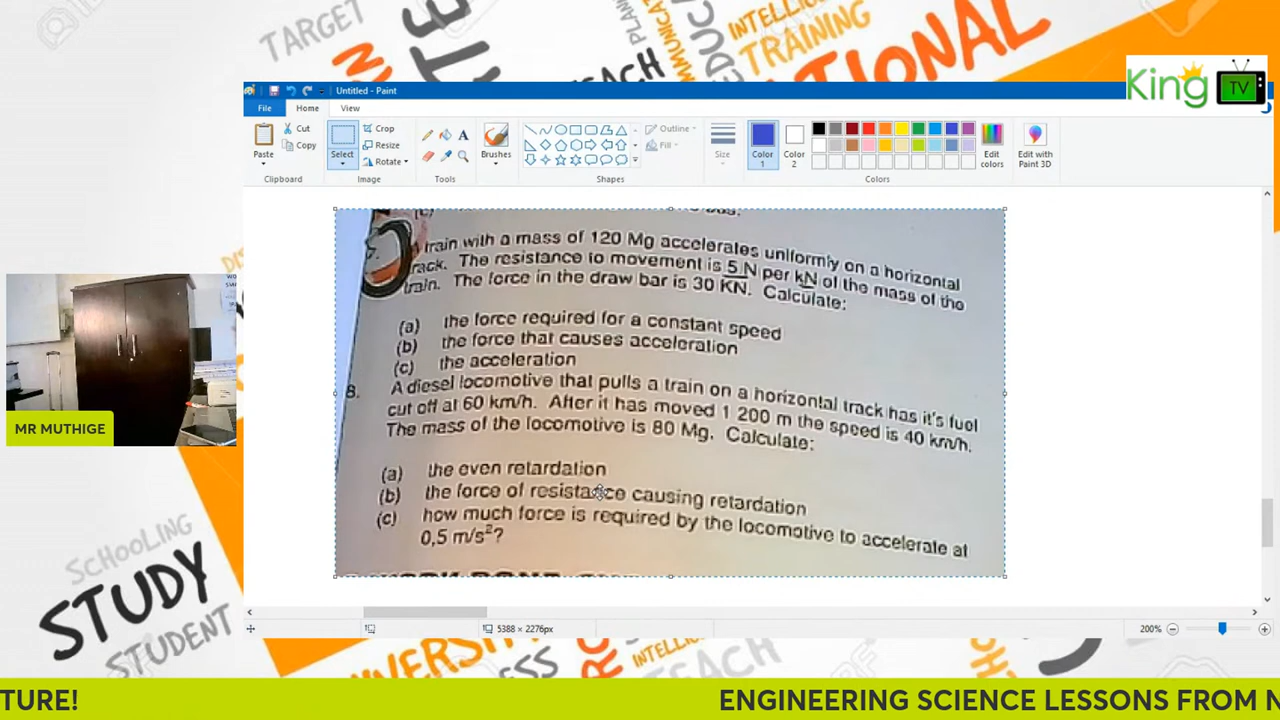 TARGET
TEACH
PLAN
EDUC
INTELLIG
TRAINING
King TV
Untitled - Paint
File Home View
Paste Cut Copy Select Crop Resize Rotate Brushes Outline Fill Size Color 1 Color 2 Edit colors Edit with Paint 3D
Clipboard Image Tools Shapes Colors
train with a mass of 120 Mg accelerates uniformly on a horizontal
rack. The resistance to movement is 5 N per kN of the mass of the
train. The force in the draw bar is 30 KN. Calculate:
(a) the force required for a constant speed
(b) the force that causes acceleration
(c) the acceleration
8. A diesel locomotive that pulls a train on a horizontal track has it's fuel
cut off at 60 km/h. After it has moved 1 200 m the speed is 40 km/h.
The mass of the locomotive is 80 Mg. Calculate:
(a) the even retardation
(b) the force of resistance causing retardation
(c) how much force is required by the locomotive to accelerate at
0,5 m/s²?
MR MUTHIGE
5388 × 2276px
200%
SCHOOLING
STUDY
STUDENT
TEACH
TURE!
ENGINEERING SCIENCE LESSONS FROM N